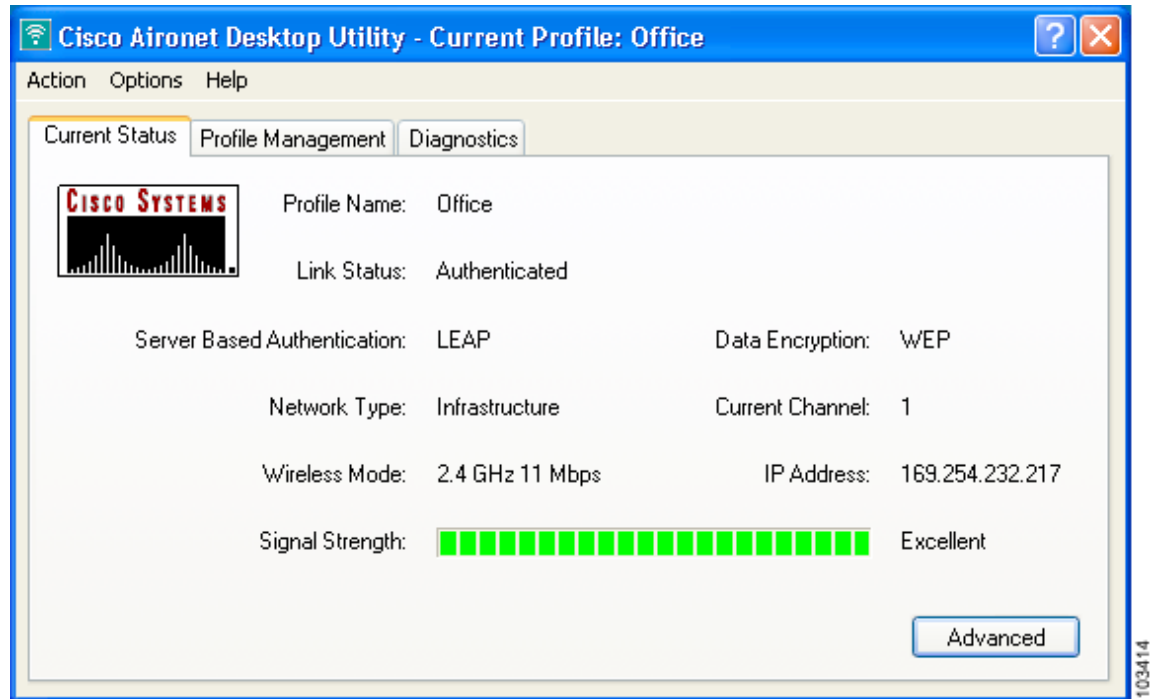 Cisco Aironet Desktop Utility - Current Profile: Office
?
Action Options Help
Current Status Profile Management Diagnostics
CISCO SYSTEMS
Profile Name: Office
Link Status: Authenticated
Server Based Authentication: LEAP Data Encryption: WEP
Network Type: Infrastructure Current Channel: 1
Wireless Mode: 2.4 GHz 11 Mbps IP Address: 169.254.232.217
Signal Strength: Excellent
Advanced
103414